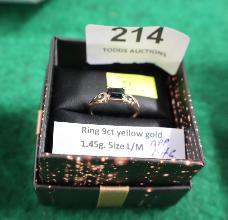 214
TODDS AUCTIONS
Ring 9ct yellow gold
1.45g. Size L/M